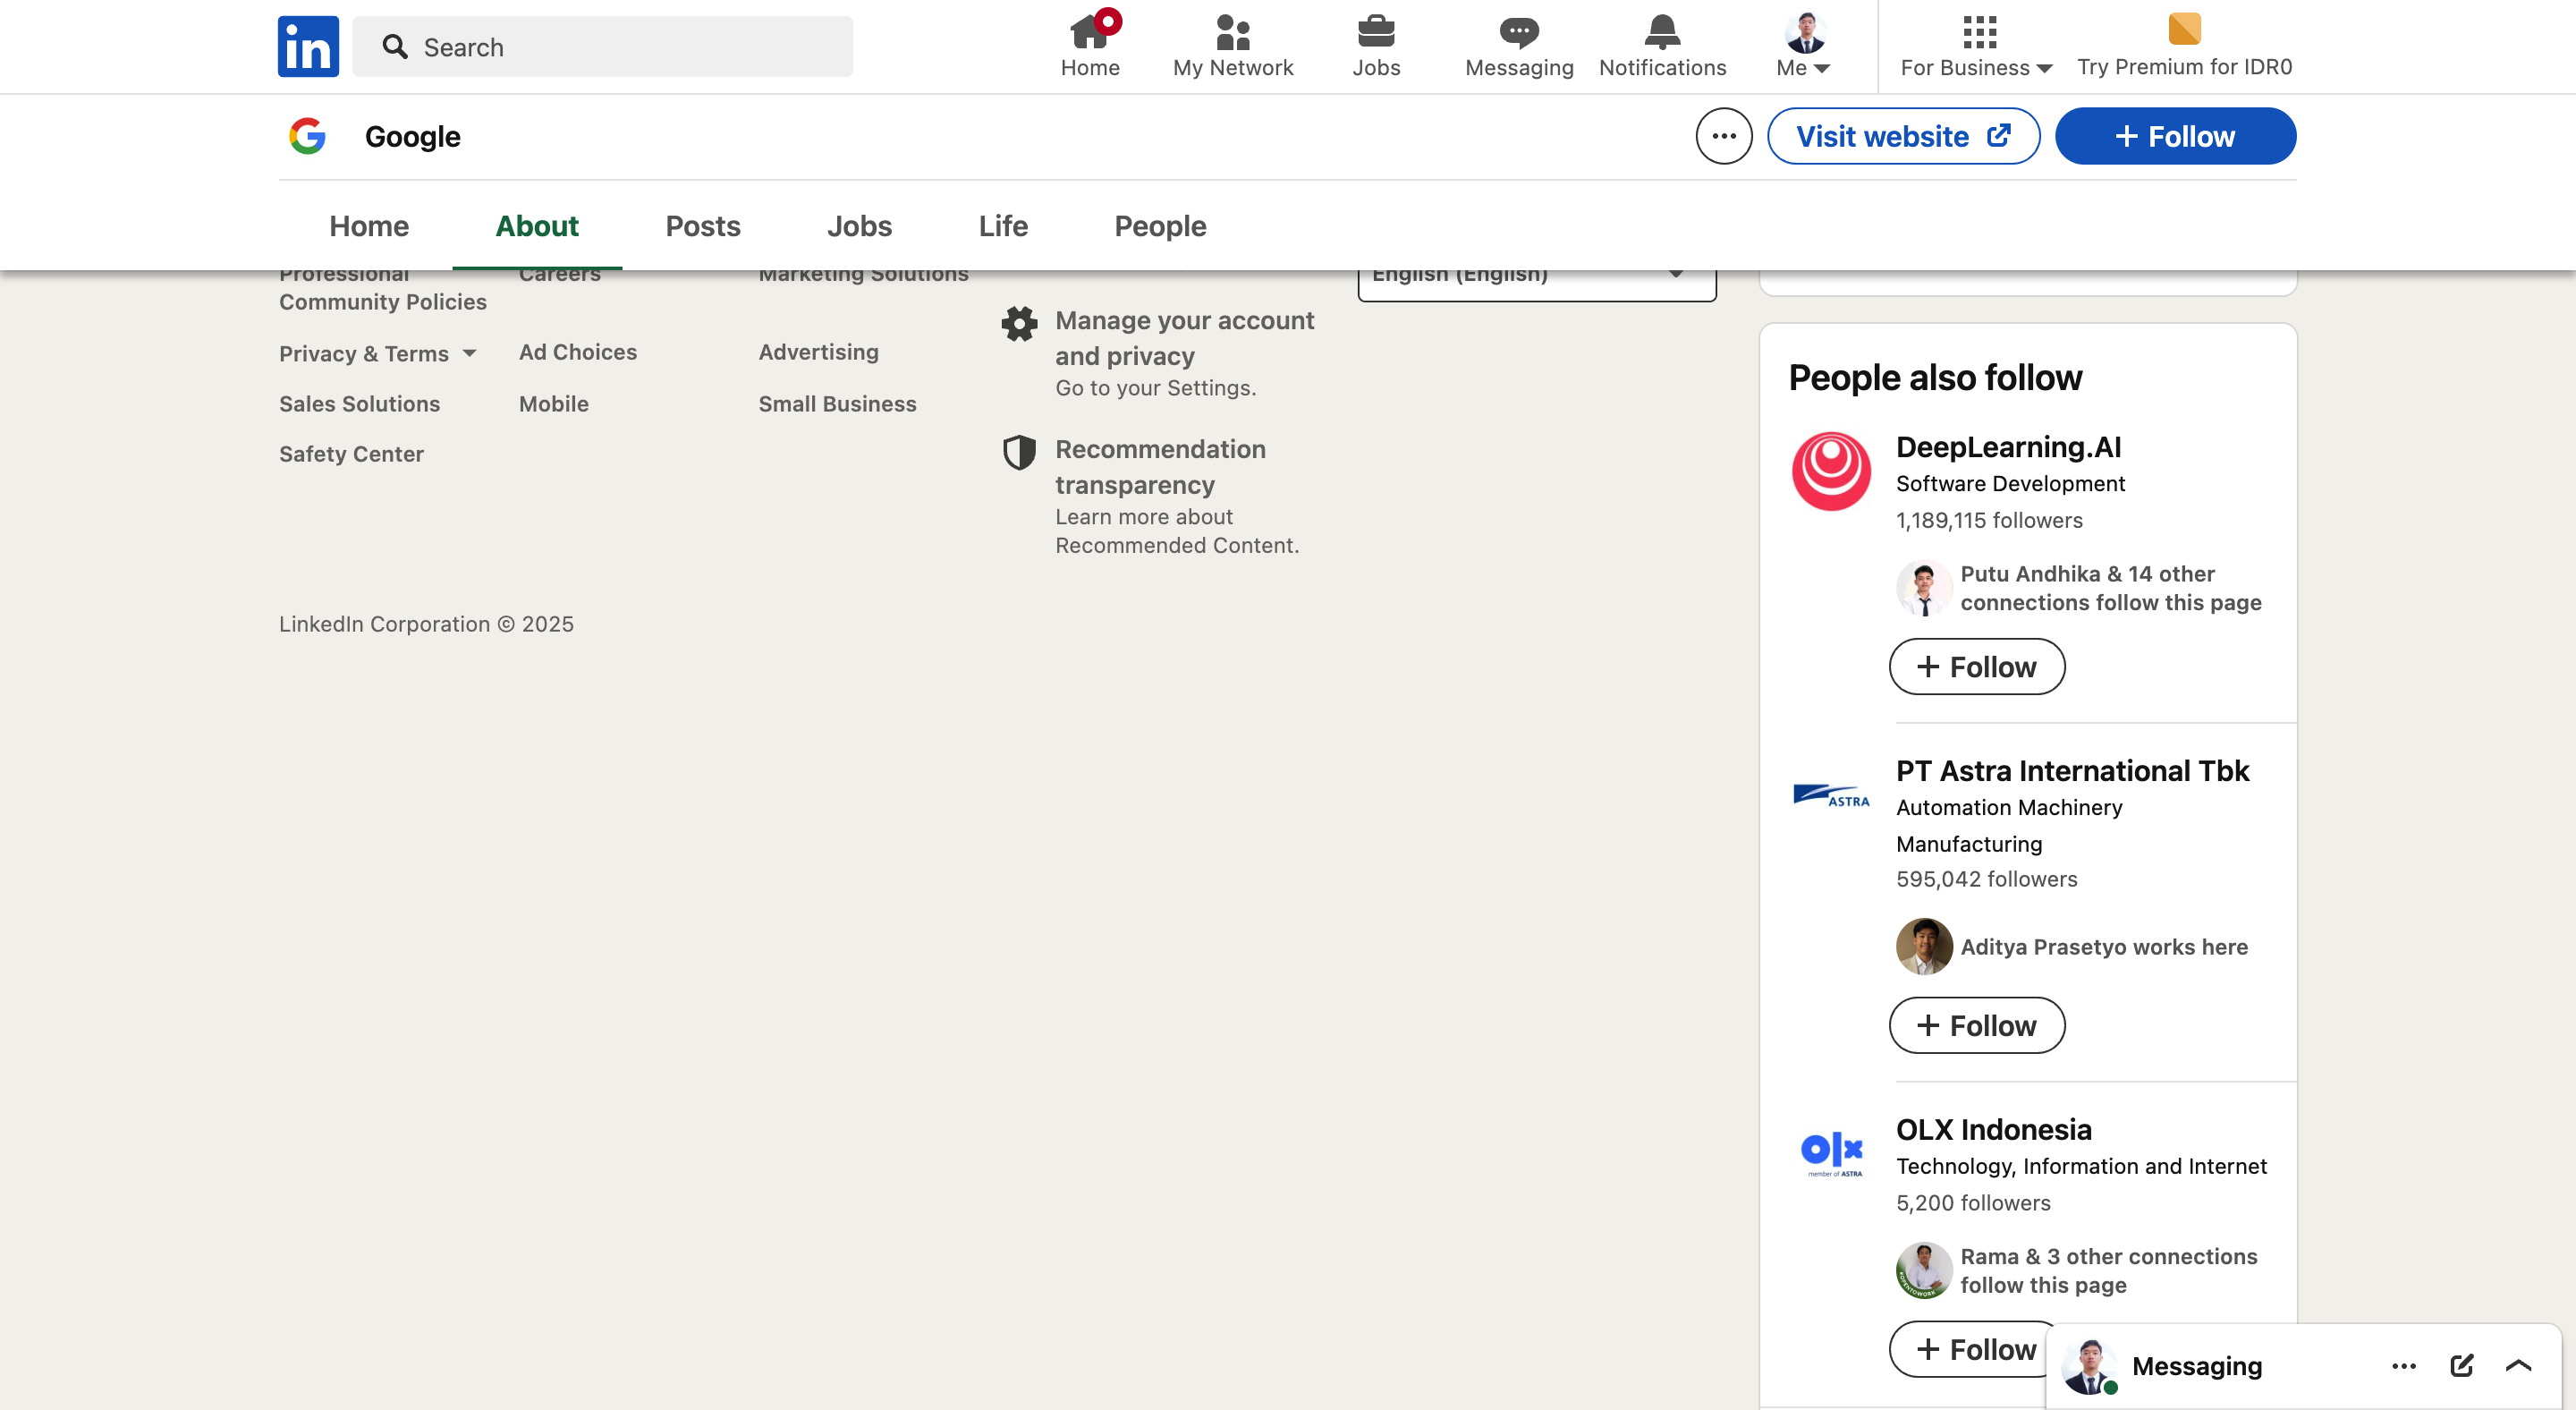 in
Search
Home
My Network
Jobs
Messaging
Notifications
Me
For Business
Try Premium for IDR0
Google
Visit website
+ Follow
Home
About
Posts
Jobs
Life
People
Professional
Community Policies
Careers
Marketing Solutions
English (English)
Privacy & Terms
Ad Choices
Advertising
Sales Solutions
Mobile
Small Business
Safety Center
Manage your account
and privacy
Go to your Settings.
Recommendation
transparency
Learn more about
Recommended Content.
LinkedIn Corporation © 2025
People also follow
DeepLearning.AI
Software Development
1,189,115 followers
Putu Andhika & 14 other
connections follow this page
+ Follow
ASTRA
PT Astra International Tbk
Automation Machinery
Manufacturing
595,042 followers
Aditya Prasetyo works here
+ Follow
olx
member of ASTRA
OLX Indonesia
Technology, Information and Internet
5,200 followers
#OPENTOWORK
Rama & 3 other connections
follow this page
+ Follow
Messaging